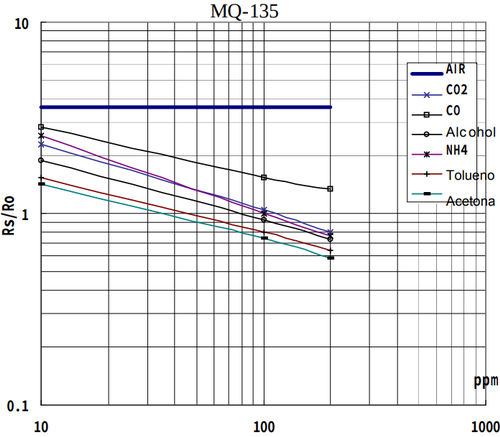 MQ-135
10
AIR
CO2
CO
Alcohol
NH4
Tolueno
Acetona
Rs/Ro
1
ppm
0.1
10
100
1000